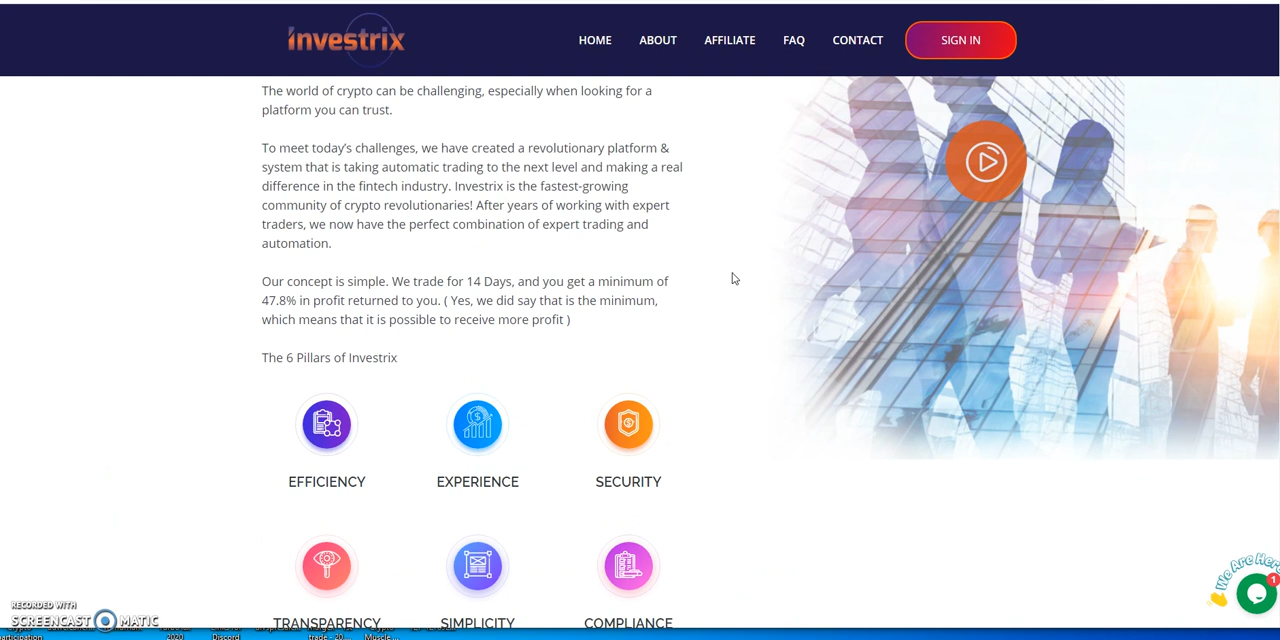 Investrix
HOME ABOUT AFFILIATE FAQ CONTACT SIGN IN
The world of crypto can be challenging, especially when looking for a
platform you can trust.
To meet today’s challenges, we have created a revolutionary platform &
system that is taking automatic trading to the next level and making a real
difference in the fintech industry. Investrix is the fastest-growing
community of crypto revolutionaries! After years of working with expert
traders, we now have the perfect combination of expert trading and
automation.
Our concept is simple. We trade for 14 Days, and you get a minimum of
47.8% in profit returned to you. ( Yes, we did say that is the minimum,
which means that it is possible to receive more profit )
The 6 Pillars of Investrix
EFFICIENCY EXPERIENCE SECURITY
TRANSPARENCY SIMPLICITY COMPLIANCE
We Are Here
1
RECORDED WITH
SCREENCAST MATIC
2020 Discord trade - 20... Muscle...